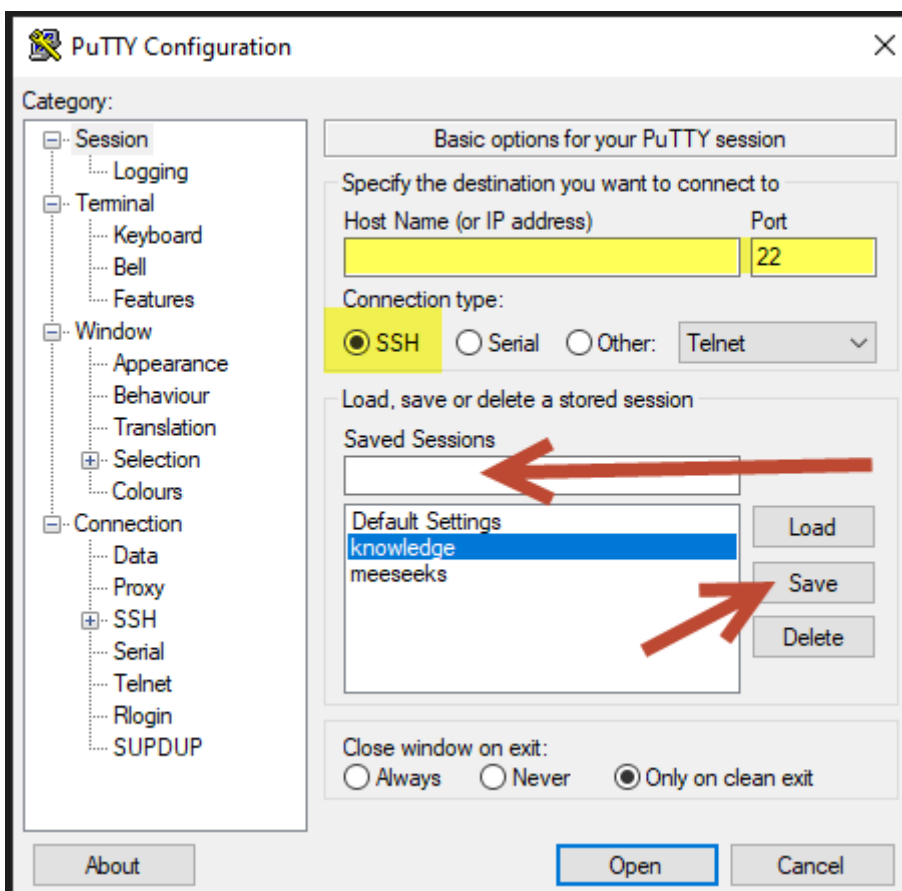 PuTTY Configuration
Category:
Session
Logging
Terminal
Keyboard
Bell
Features
Window
Appearance
Behaviour
Translation
Selection
Colours
Connection
Data
Proxy
SSH
Serial
Telnet
Rlogin
SUPDUP
Basic options for your PuTTY session
Specify the destination you want to connect to
Host Name (or IP address) Port
22
Connection type:
SSH Serial Other: Telnet
Load, save or delete a stored session
Saved Sessions
Default Settings
knowledge
meeseeks
Load
Save
Delete
Close window on exit:
Always Never Only on clean exit
About Open Cancel